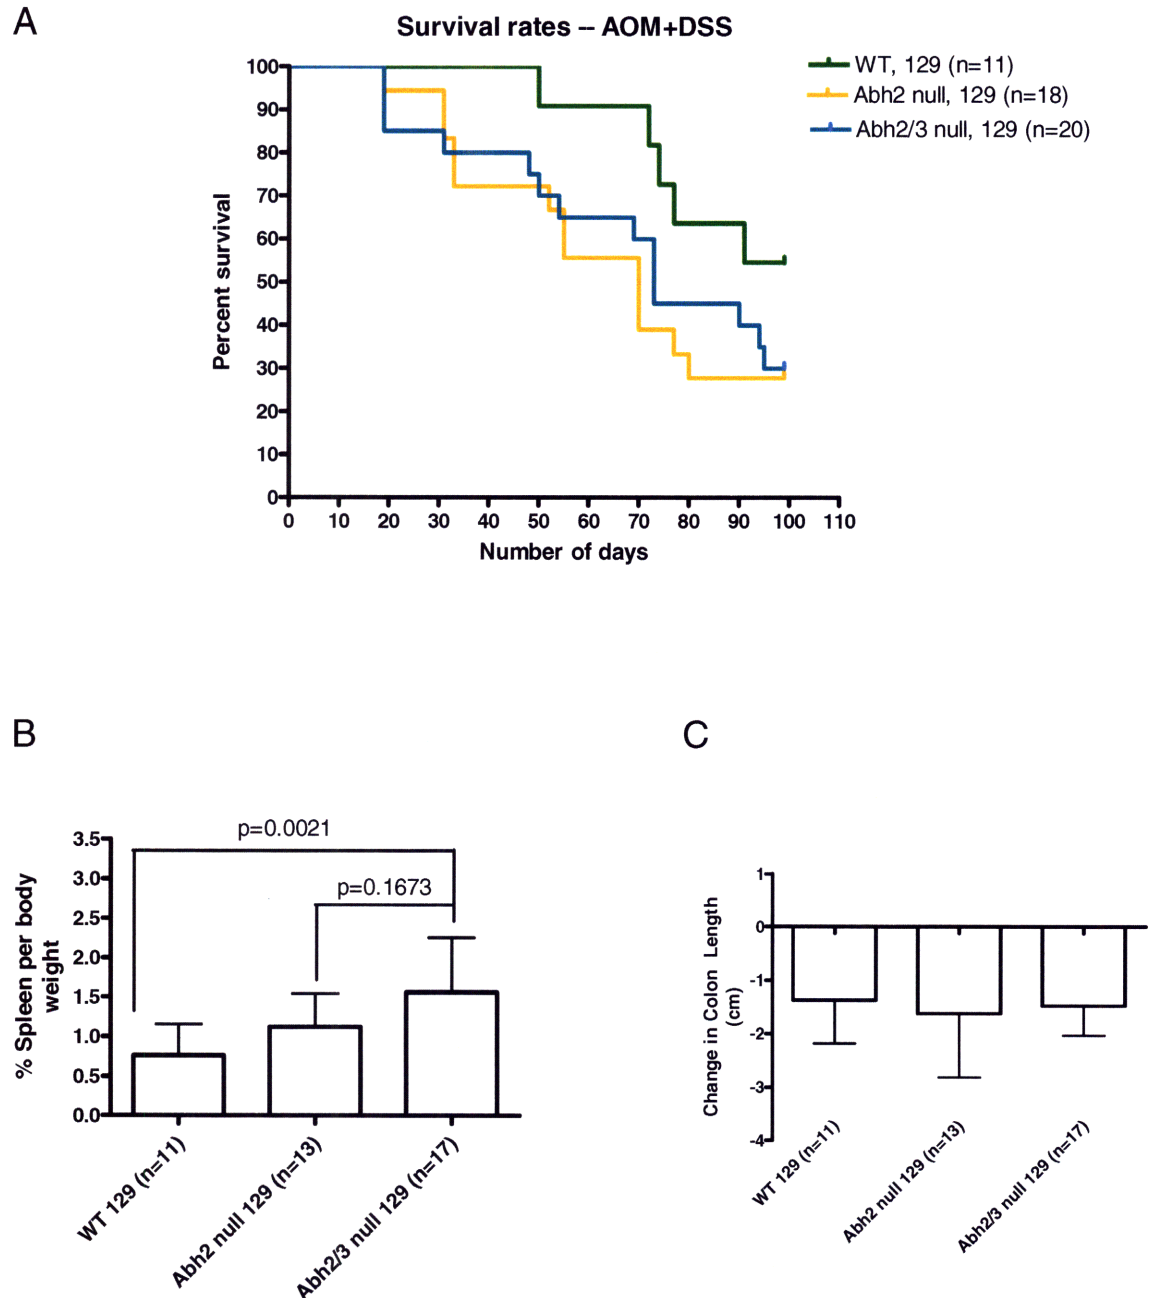 A
Survival rates -- AOM+DSS
WT, 129 (n=11)
Abh2 null, 129 (n=18)
Abh2/3 null, 129 (n=20)
Percent survival
100
90
80
70
60
50
40
30
20
10
0
0 10 20 30 40 50 60 70 80 90 100 110
Number of days
B
p=0.0021
p=0.1673
% Spleen per body
weight
3.5
3.0
2.5
2.0
1.5
1.0
0.5
0.0
WT 129 (n=11)
Abh2 null 129 (n=13)
Abh2/3 null 129 (n=17)
C
Change in Colon Length
(cm)
1
0
-1
-2
-3
-4
WT 129 (n=11)
Abh2 null 129 (n=13)
Abh2/3 null 129 (n=17)